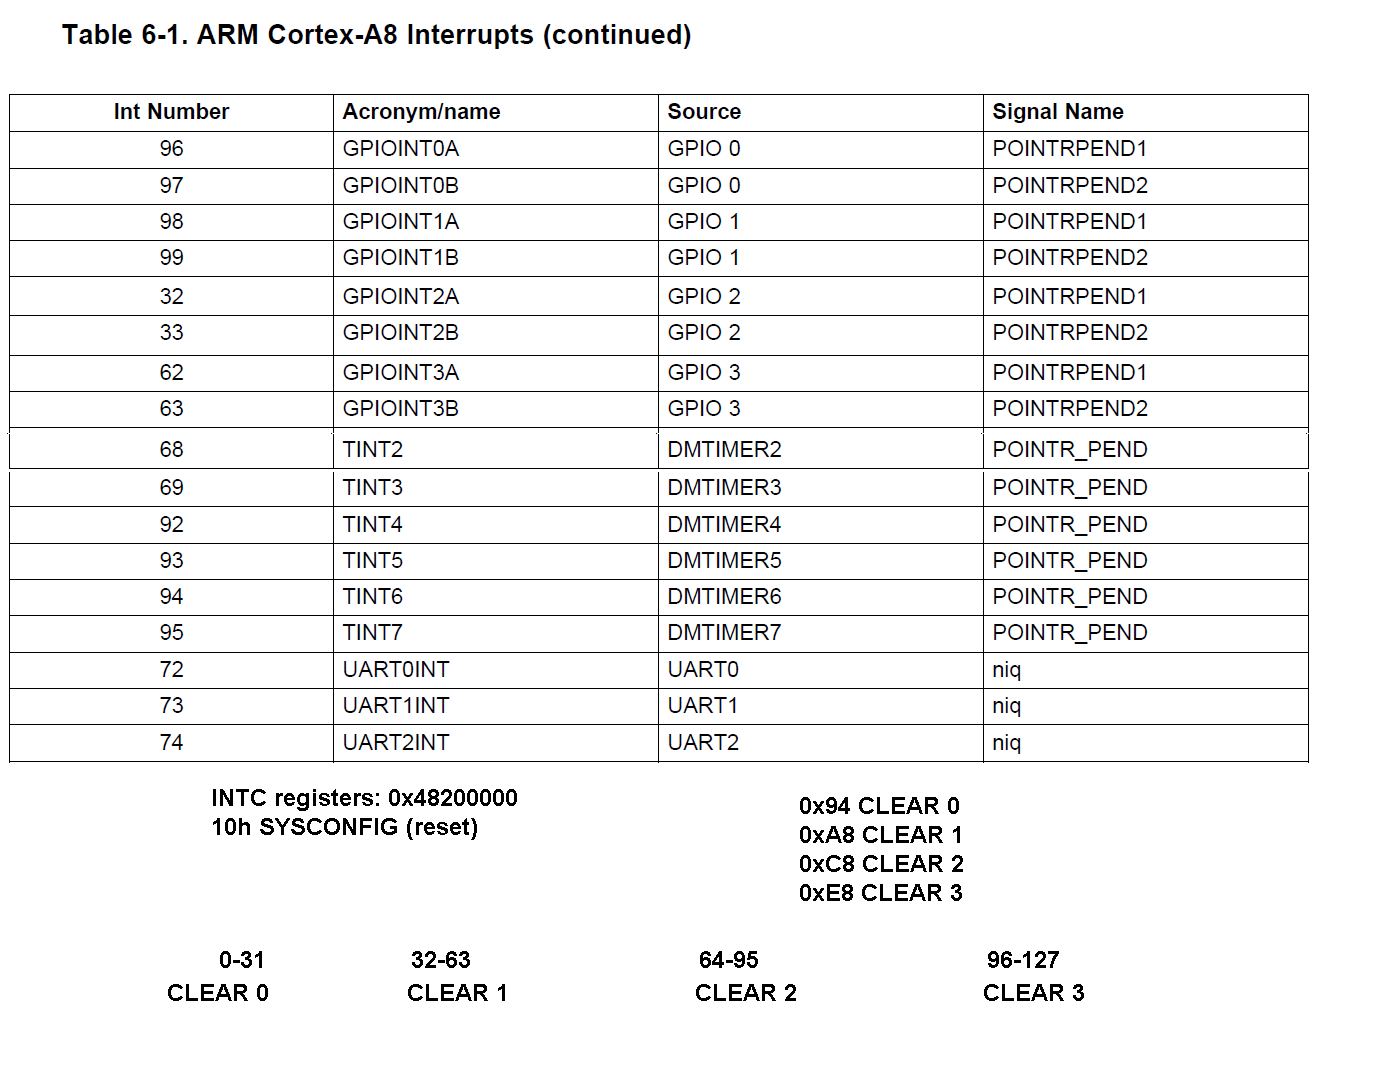 Table 6-1. ARM Cortex-A8 Interrupts (continued)
Int Number Acronym/name Source Signal Name
96 GPIOINT0A GPIO 0 POINTRPEND1
97 GPIOINT0B GPIO 0 POINTRPEND2
98 GPIOINT1A GPIO 1 POINTRPEND1
99 GPIOINT1B GPIO 1 POINTRPEND2
32 GPIOINT2A GPIO 2 POINTRPEND1
33 GPIOINT2B GPIO 2 POINTRPEND2
62 GPIOINT3A GPIO 3 POINTRPEND1
63 GPIOINT3B GPIO 3 POINTRPEND2
68 TINT2 DMTIMER2 POINTR_PEND
69 TINT3 DMTIMER3 POINTR_PEND
92 TINT4 DMTIMER4 POINTR_PEND
93 TINT5 DMTIMER5 POINTR_PEND
94 TINT6 DMTIMER6 POINTR_PEND
95 TINT7 DMTIMER7 POINTR_PEND
72 UART0INT UART0 niq
73 UART1INT UART1 niq
74 UART2INT UART2 niq
INTC registers: 0x48200000
10h SYSCONFIG (reset)
0x94 CLEAR 0
0xA8 CLEAR 1
0xC8 CLEAR 2
0xE8 CLEAR 3
0-31 32-63 64-95 96-127
CLEAR 0 CLEAR 1 CLEAR 2 CLEAR 3